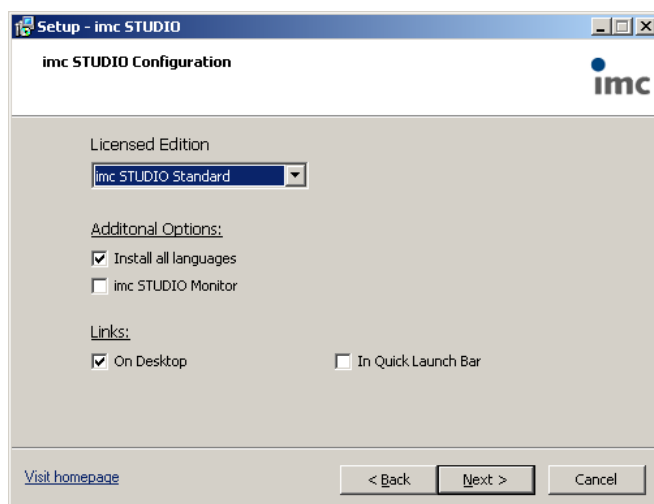 Setup - imc STUDIO
imc STUDIO Configuration
imc
Licensed Edition
imc STUDIO Standard
Additonal Options:
Install all languages
imc STUDIO Monitor
Links:
On Desktop
In Quick Launch Bar
Visit homepage
< Back
Next >
Cancel